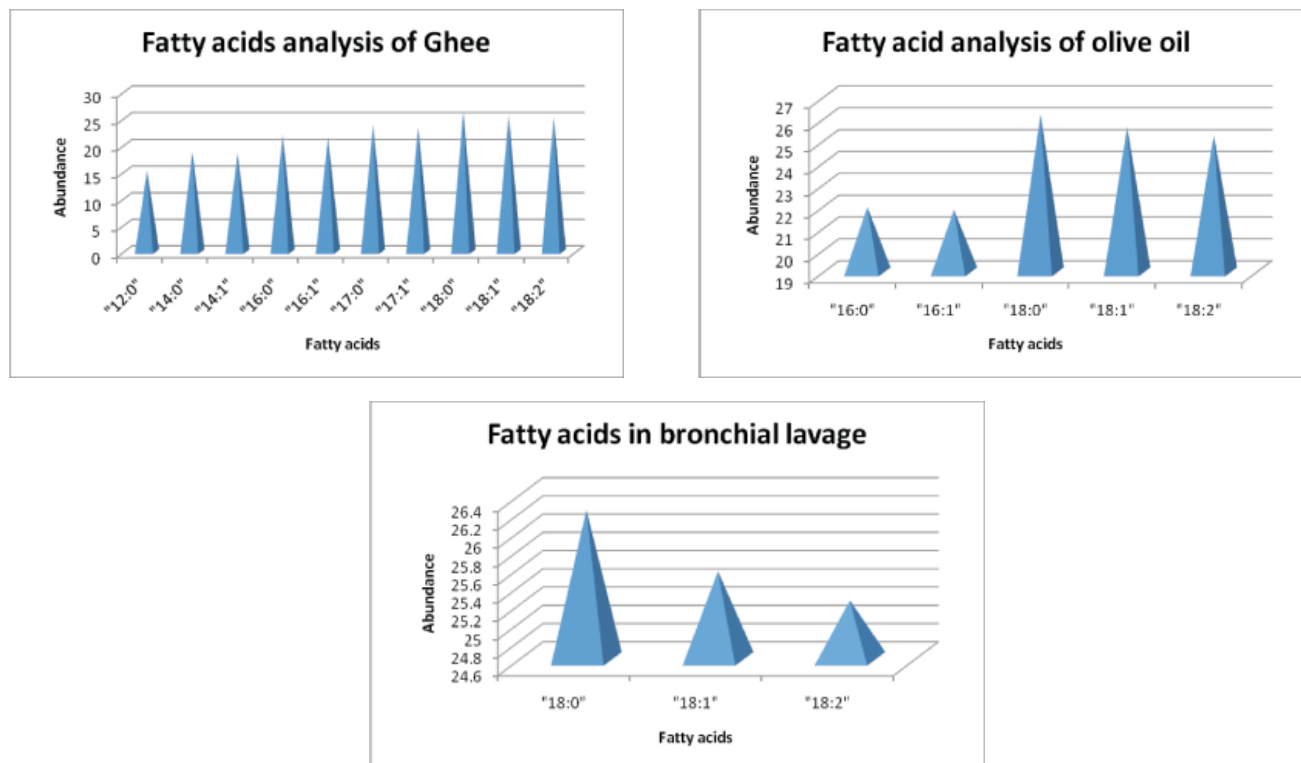 Fatty acids analysis of Ghee
30
25
20
15
10
5
0
Abundance
"12:0" "14:0" "14:1" "16:0" "16:1" "17:0" "17:1" "18:0" "18:1" "18:2"
Fatty acids
Fatty acid analysis of olive oil
27
26
25
24
23
22
21
20
19
Abundance
"16:0" "16:1" "18:0" "18:1" "18:2"
Fatty acids
Fatty acids in bronchial lavage
26.4
26.2
26
25.8
25.6
25.4
25.2
25
24.8
24.6
Abundance
"18:0" "18:1" "18:2"
Fatty acids